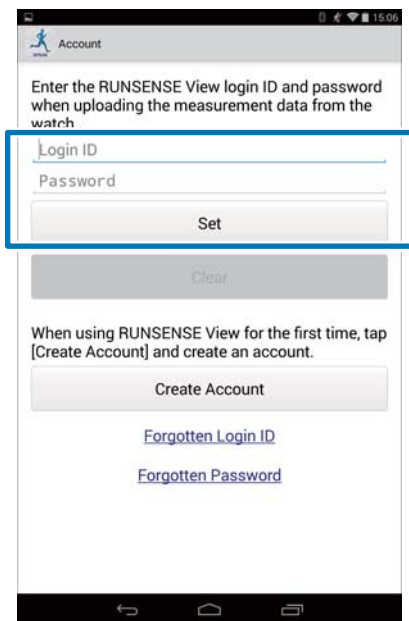 15:06
Account
Enter the RUNSENSE View login ID and password
when uploading the measurement data from the
watch
Login ID
Password
Set
Clear
When using RUNSENSE View for the first time, tap
[Create Account] and create an account.
Create Account
Forgotten Login ID
Forgotten Password